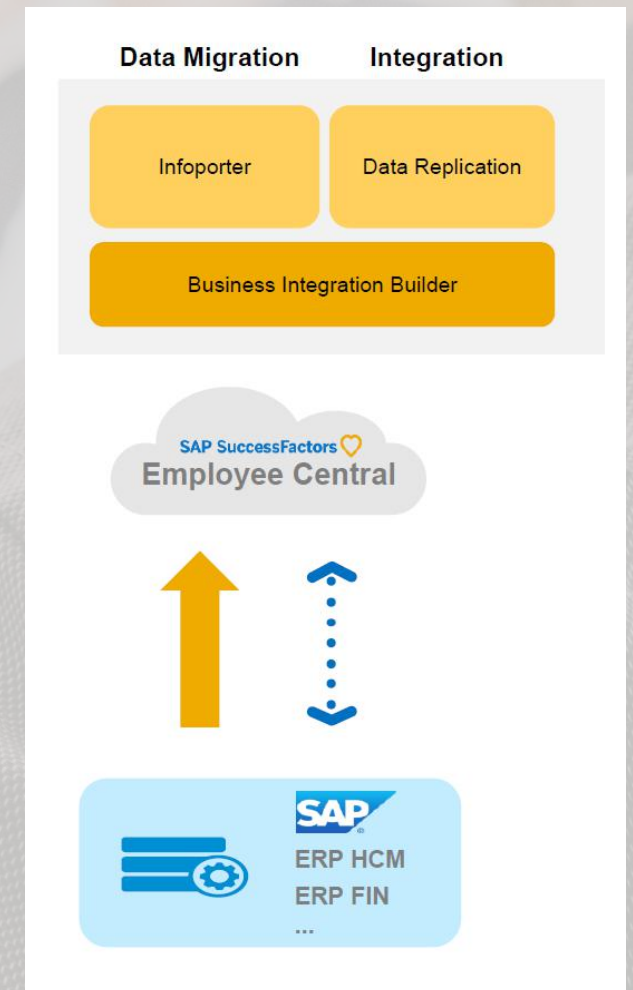 Data Migration Integration
Infoporter Data Replication
Business Integration Builder
SAP SuccessFactors
Employee Central
SAP
ERP HCM
ERP FIN
...